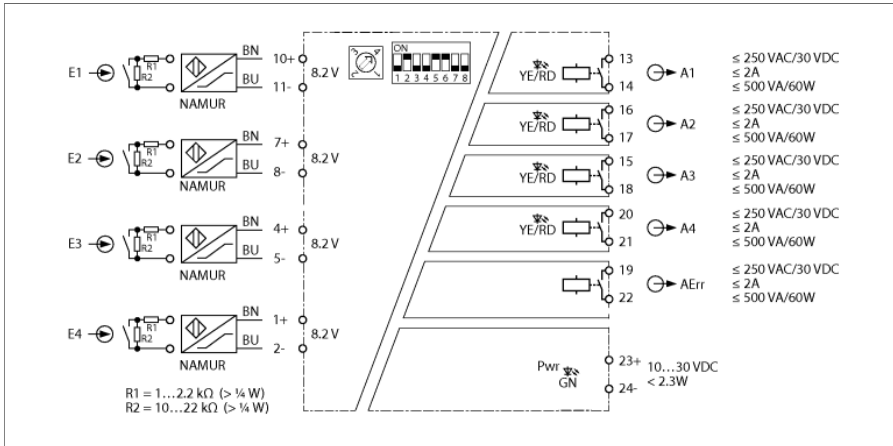 E1
R1
R2
NAMUR
BN
BU
10+
11-
8.2 V
1 2 3 4
ON
1 2 3 4 5 6 7 8
YE/RD
13
14
A1
≤ 250 VAC/30 VDC
≤ 2A
≤ 500 VA/60W
E2
R1
R2
NAMUR
BN
BU
7+
8-
8.2 V
YE/RD
16
17
A2
≤ 250 VAC/30 VDC
≤ 2A
≤ 500 VA/60W
YE/RD
15
18
A3
≤ 250 VAC/30 VDC
≤ 2A
≤ 500 VA/60W
E3
R1
R2
NAMUR
BN
BU
4+
5-
8.2 V
YE/RD
20
21
A4
≤ 250 VAC/30 VDC
≤ 2A
≤ 500 VA/60W
19
22
AErr
≤ 250 VAC/30 VDC
≤ 2A
≤ 500 VA/60W
E4
R1
R2
NAMUR
BN
BU
1+
2-
8.2 V
Pwr
GN
23+
24-
10...30 VDC
< 2.3W
R1 = 1...2.2 kΩ (> ¼ W)
R2 = 10...22 kΩ (> ¼ W)